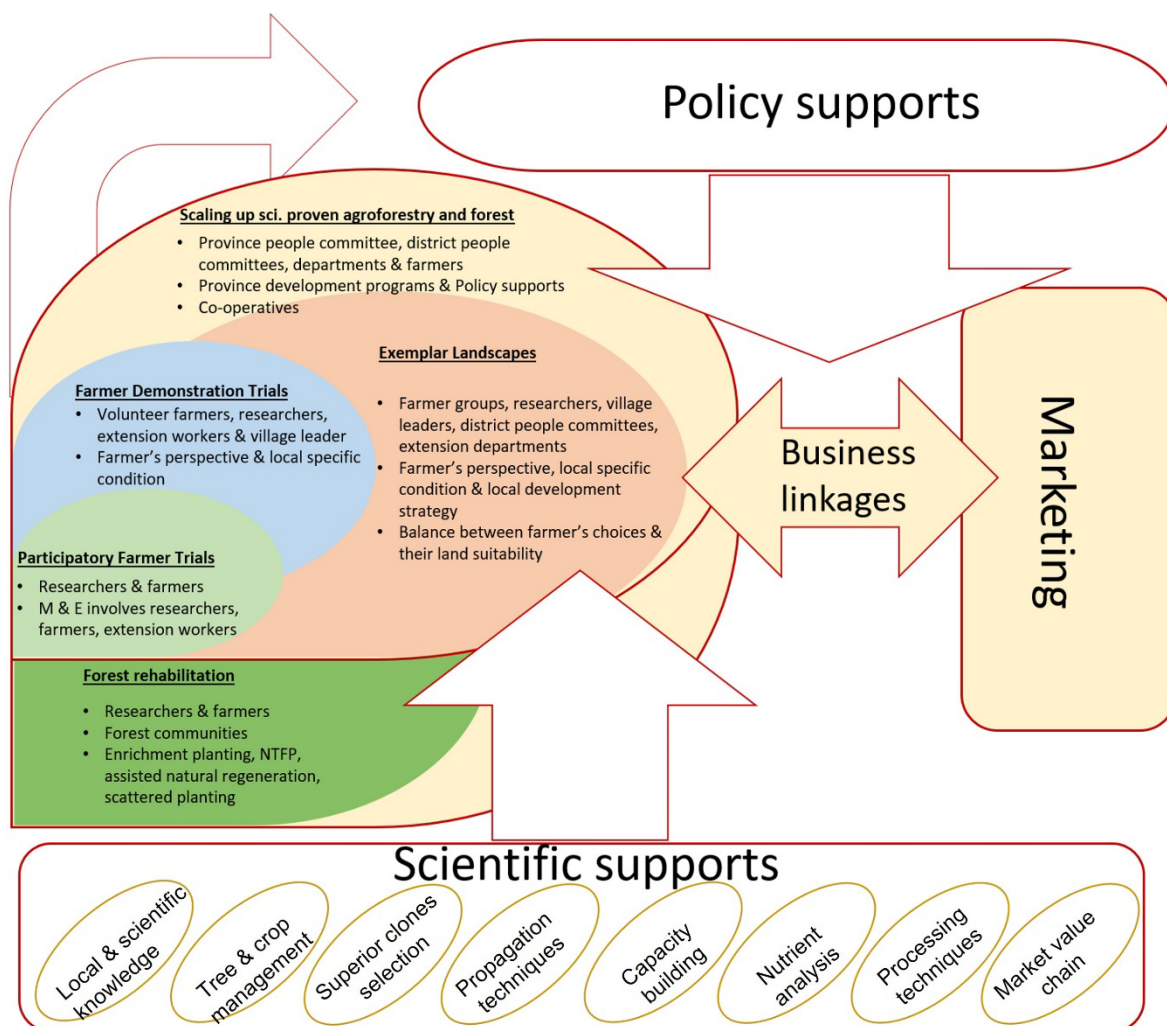 Policy supports
Scaling up sci. proven agroforestry and forest
• Province people committee, district people
committees, departments & farmers
• Province development programs & Policy supports
• Co-operatives
Exemplar Landscapes
• Farmer groups, researchers, village
leaders, district people committees,
extension departments
• Farmer’s perspective, local specific
condition & local development
strategy
• Balance between farmer’s choices &
their land suitability
Farmer Demonstration Trials
• Volunteer farmers, researchers,
extension workers & village leader
• Farmer’s perspective & local specific
condition
Participatory Farmer Trials
• Researchers & farmers
• M & E involves researchers,
farmers, extension workers
Forest rehabilitation
• Researchers & farmers
• Forest communities
• Enrichment planting, NTFP,
assisted natural regeneration,
scattered planting
Business
linkages
Marketing
Scientific supports
Local & scientific
knowledge
Tree & crop
management
Superior clones
selection
Propagation
techniques
Capacity
building
Nutrient
analysis
Processing
techniques
Market value
chain